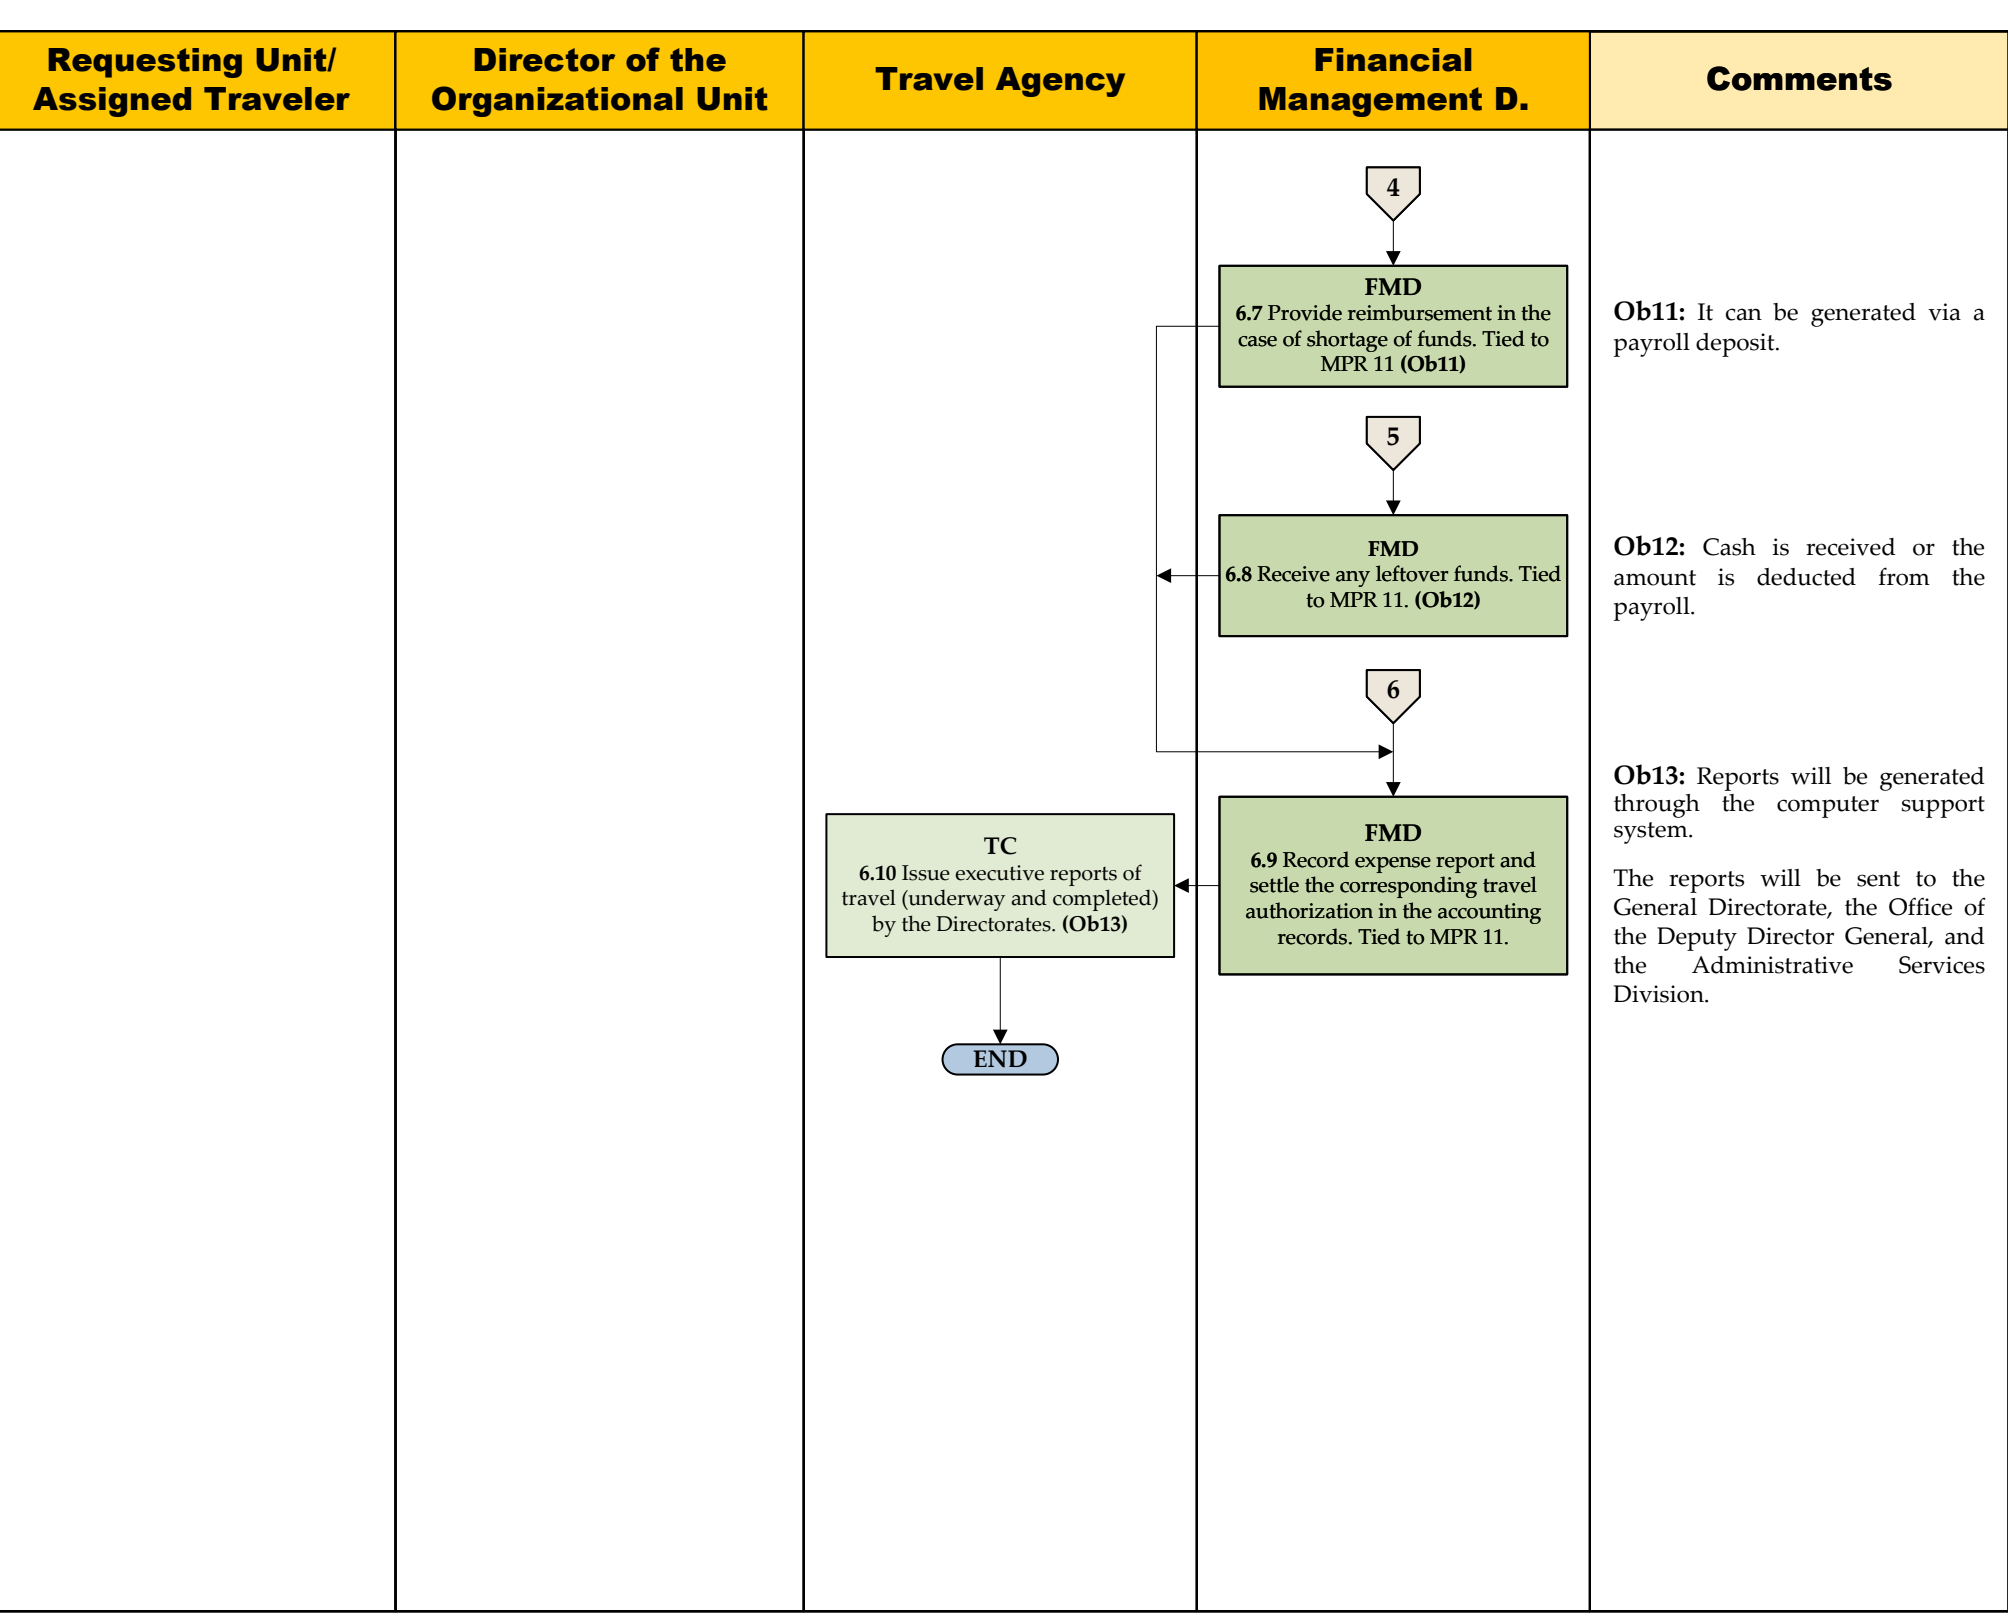 Requesting Unit/
Assigned Traveler
Director of the
Organizational Unit
Travel Agency
Financial
Management D.
Comments
4
FMD
6.7 Provide reimbursement in the
case of shortage of funds. Tied to
MPR 11 (Ob11)
Ob11: It can be generated via a
payroll deposit.
5
FMD
6.8 Receive any leftover funds. Tied
to MPR 11. (Ob12)
Ob12: Cash is received or the
amount is deducted from the
payroll.
6
FMD
6.9 Record expense report and
settle the corresponding travel
authorization in the accounting
records. Tied to MPR 11.
TC
6.10 Issue executive reports of
travel (underway and completed)
by the Directorates. (Ob13)
END
Ob13: Reports will be generated
through the computer support
system.
The reports will be sent to the
General Directorate, the Office of
the Deputy Director General, and
the Administrative Services
Division.